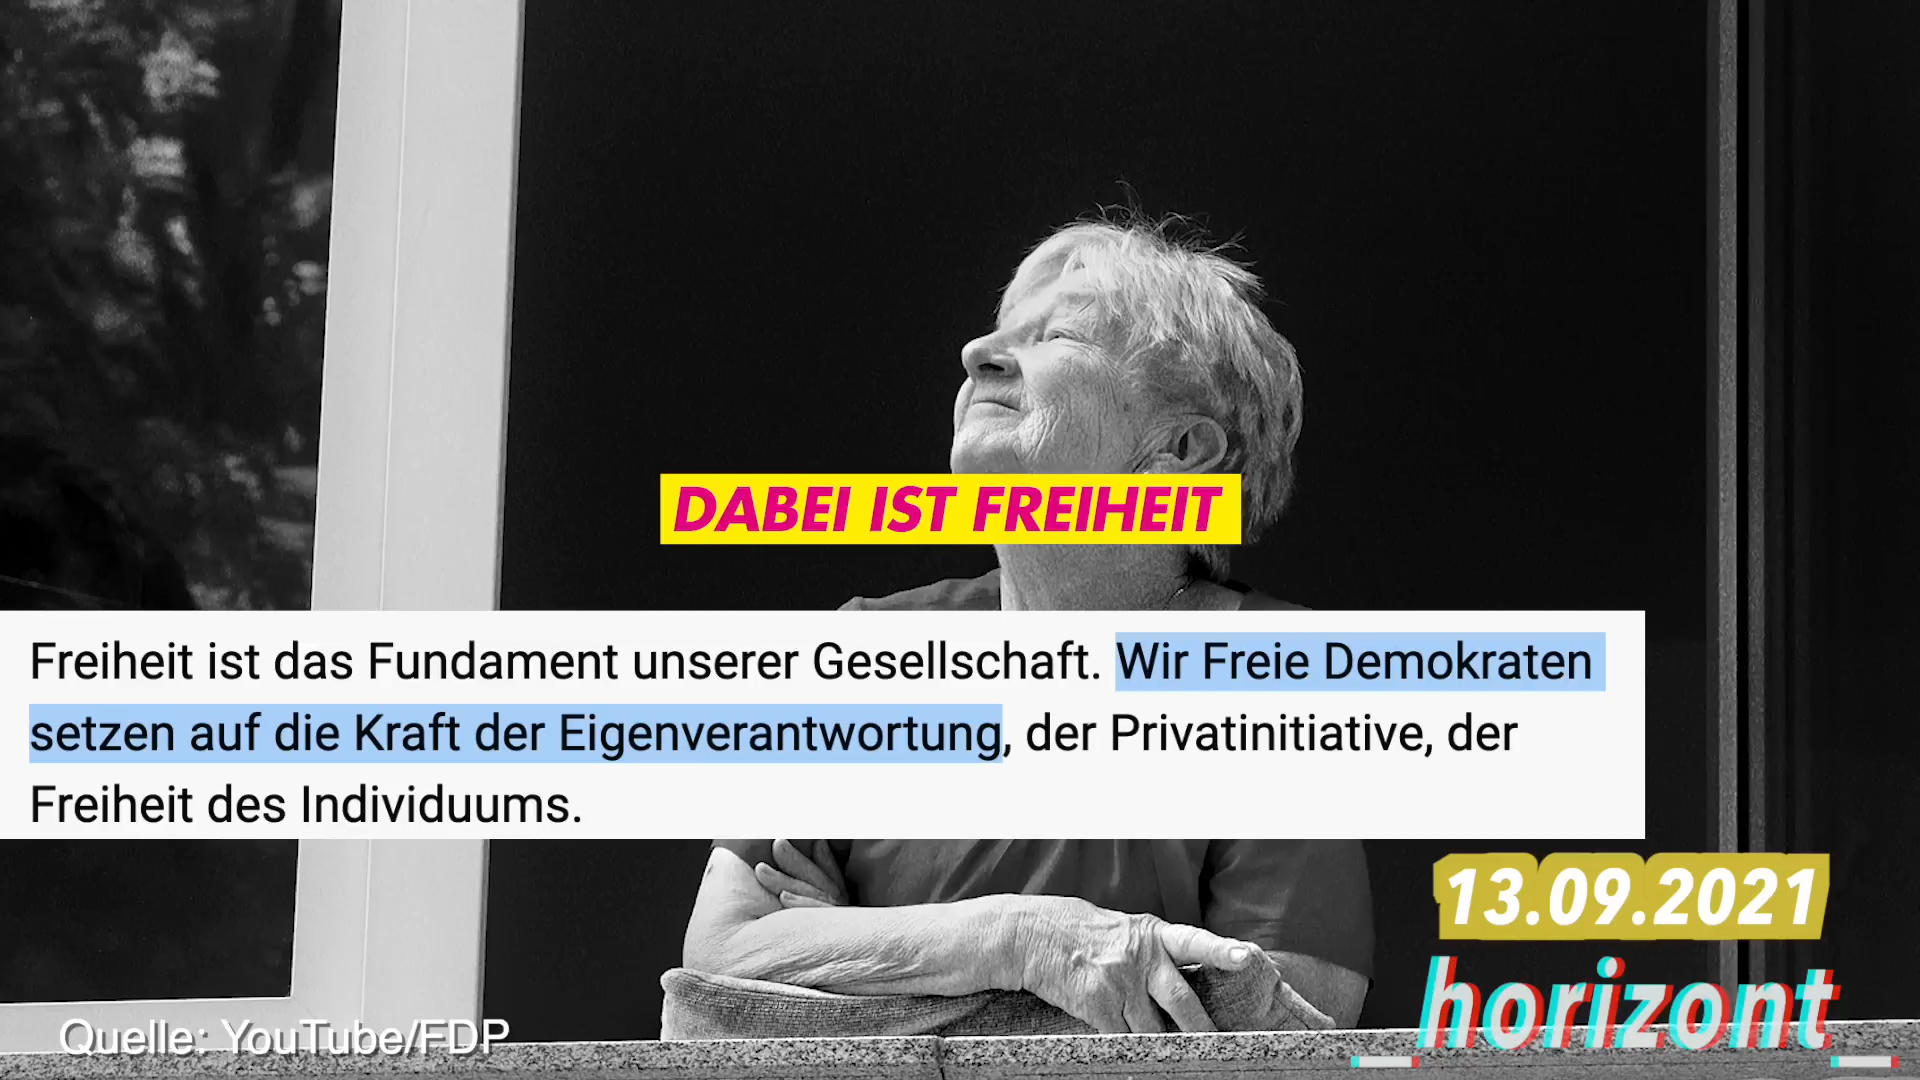 DABEI IST FREIHEIT
Freiheit ist das Fundament unserer Gesellschaft. Wir Freie Demokraten
setzen auf die Kraft der Eigenverantwortung, der Privatinitiative, der
Freiheit des Individuums.
13.09.2021
_horizont_
Quelle: YouTube/FDP